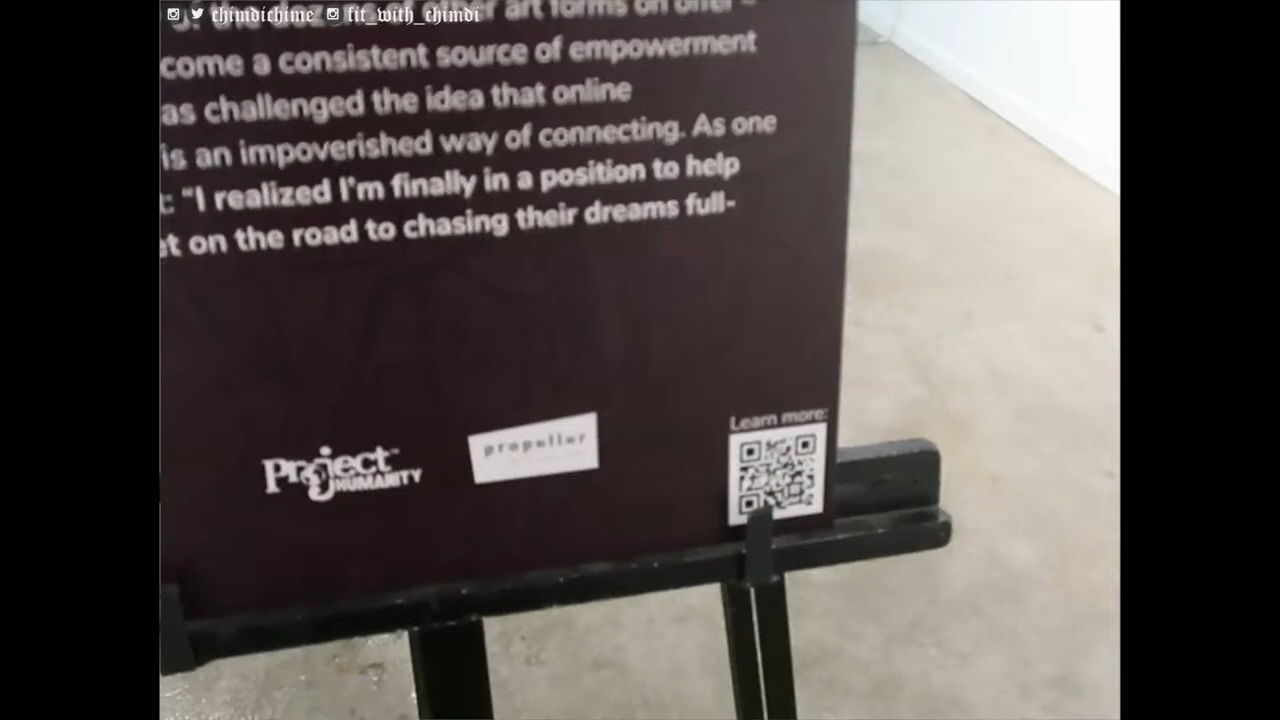 chimdichime fit_with_chimdi
art forms on offer –
come a consistent source of empowerment
as challenged the idea that online
is an impoverished way of connecting. As one
t: “I realized I'm finally in a position to help
et on the road to chasing their dreams full-
Learn more:
Project™
HUMANITY
propeller